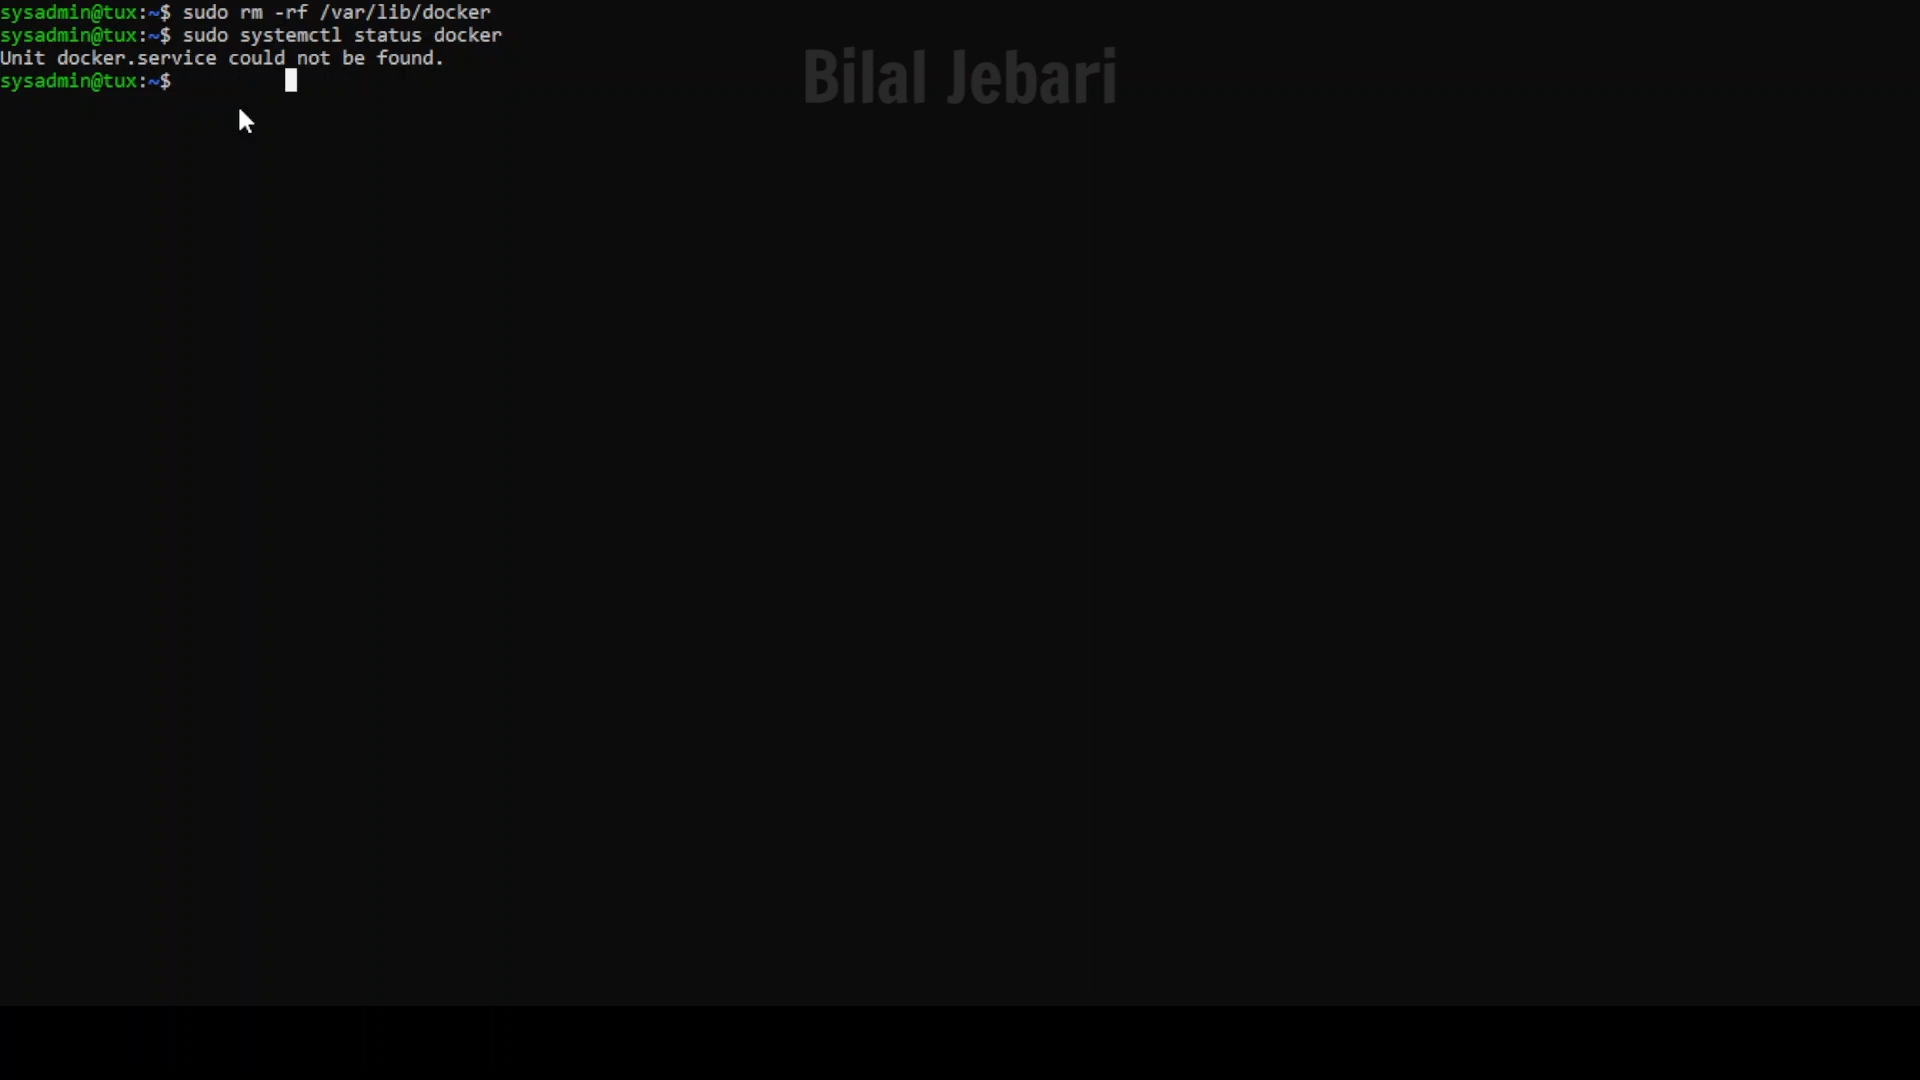 sysadmin@tux:~$ sudo rm -rf /var/lib/docker
sysadmin@tux:~$ sudo systemctl status docker
Unit docker.service could not be found.
sysadmin@tux:~$
Bilal Jebari